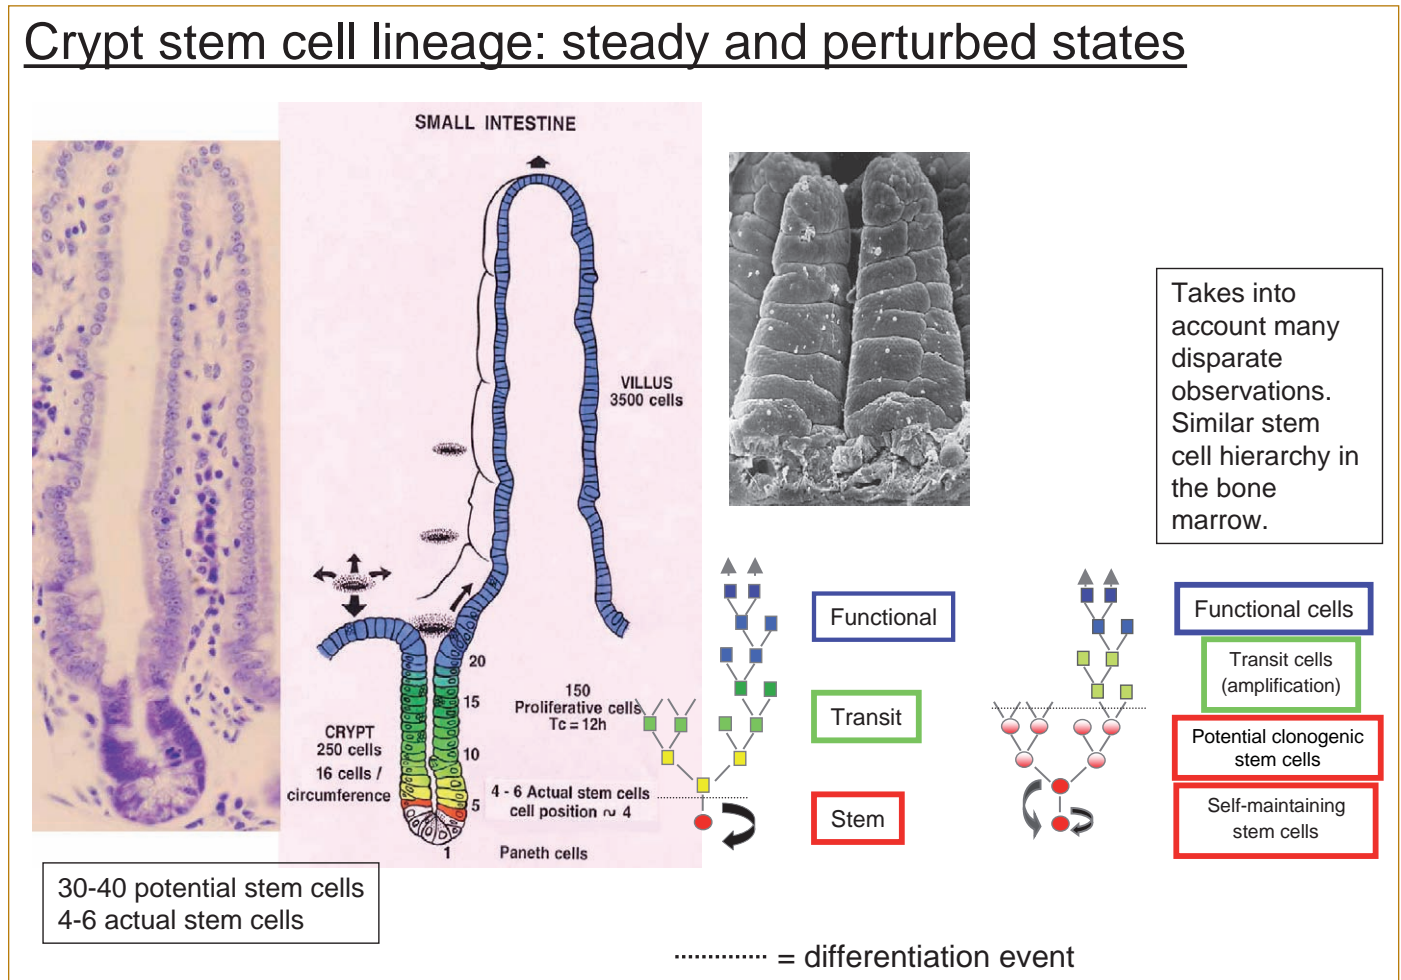 Crypt stem cell lineage: steady and perturbed states
SMALL INTESTINE
VILLUS
3500 cells
20
15
10
5
1
150
Proliferative cells
Tc = 12h
CRYPT
250 cells
16 cells /
circumference
4 - 6 Actual stem cells
cell position ∾ 4
Paneth cells
30-40 potential stem cells
4-6 actual stem cells
Functional
Transit
Stem
Takes into
account many
disparate
observations.
Similar stem
cell hierarchy in
the bone
marrow.
Functional cells
Transit cells
(amplification)
Potential clonogenic
stem cells
Self-maintaining
stem cells
= differentiation event